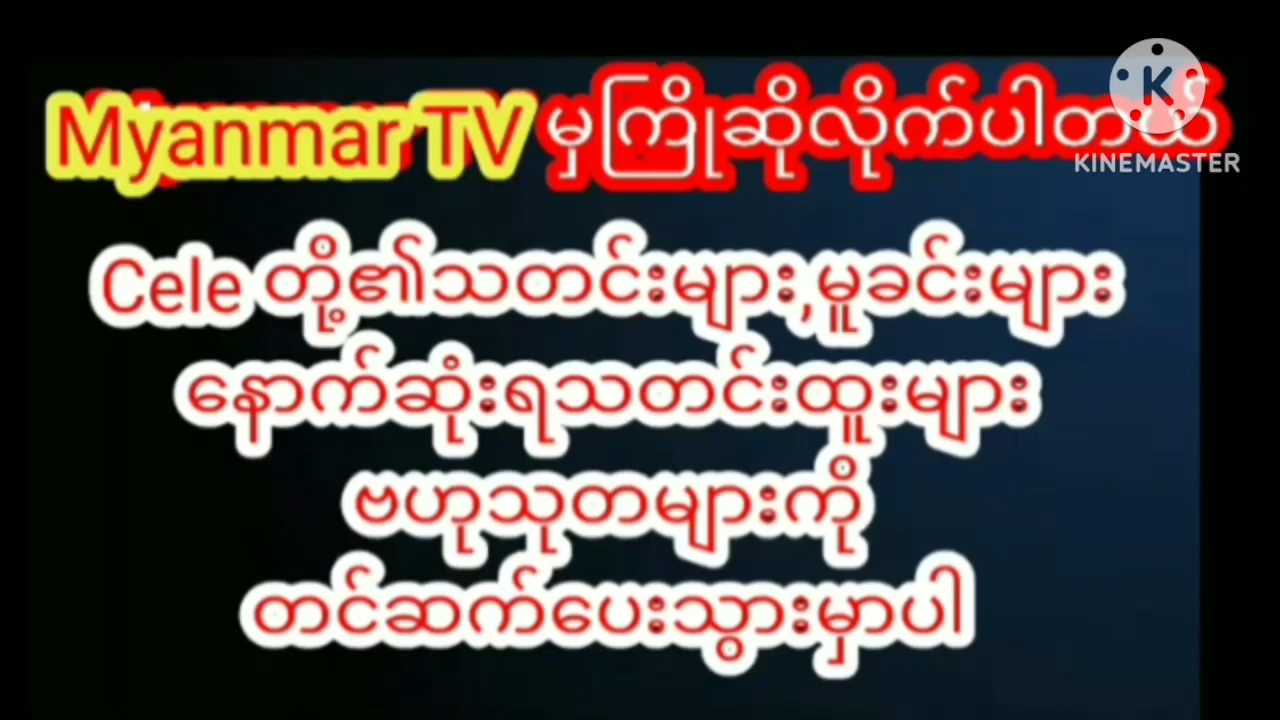 Myanmar TV မှကြိုဆိုလိုက်ပါတယ်
K
KINEMASTER
Cele တို့၏သတင်းများ,မူခင်းများ
နောက်ဆုံးရသတင်းထူးများ
ဗဟုသုတများကို
တင်ဆက်ပေးသွားမှာပါ